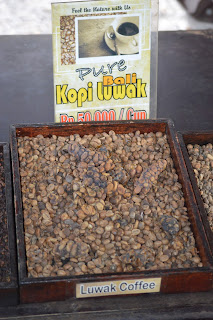 Feel the Nature with Us
Pure
Bali
Kopi Luwak
Rp 50.000 / Cup
Luwak Coffee